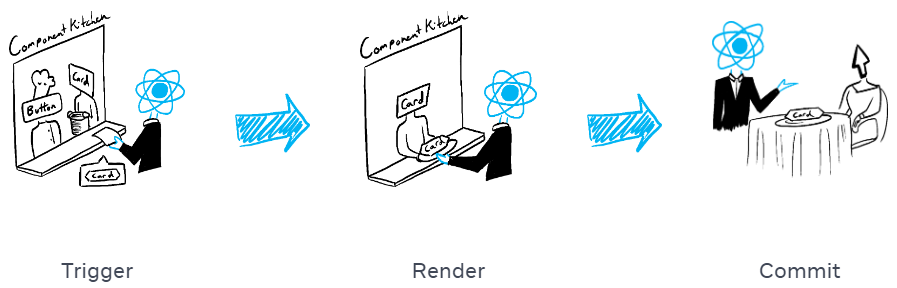 Component Kitchen
Card
Button
<Card>
Trigger
Component Kitchen
Card
Card
Render
Card
Commit